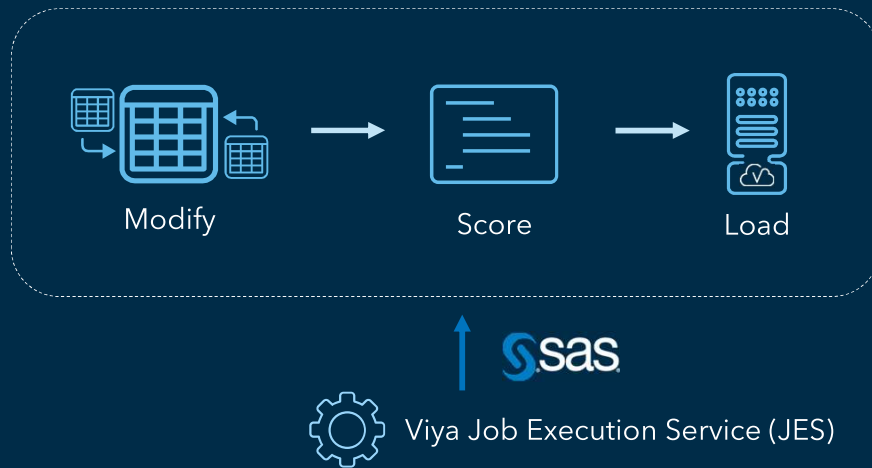 Modify
Score
Load
V
sas
Viya Job Execution Service (JES)